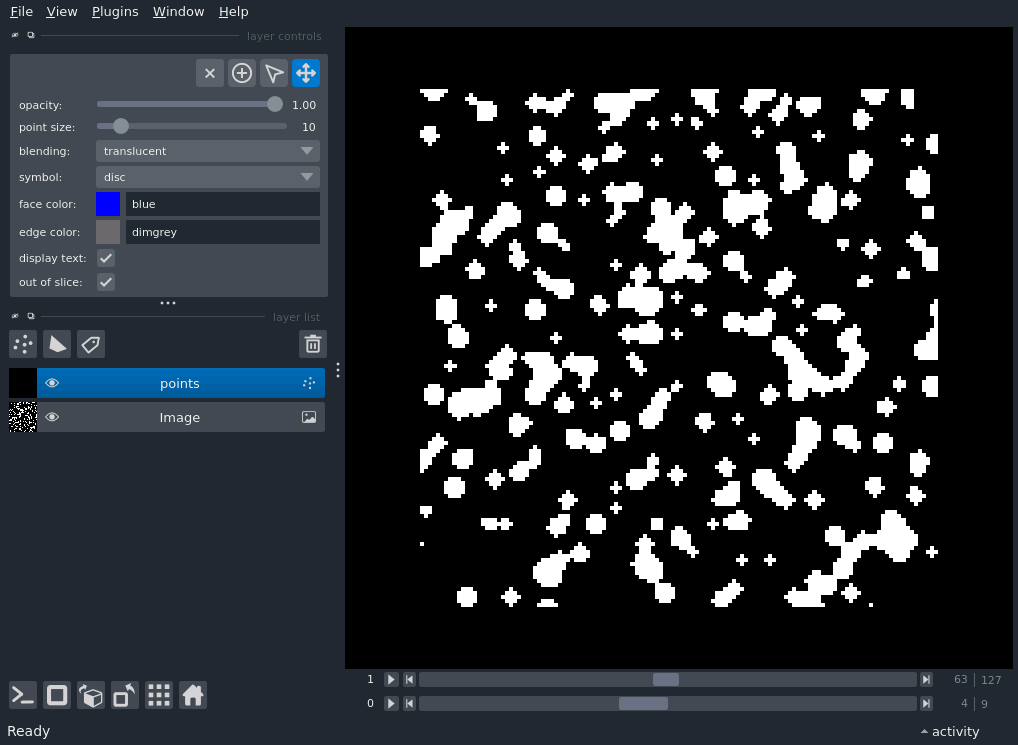 File View Plugins Window Help
layer controls
opacity: 1.00
point size: 10
blending: translucent
symbol: disc
face color: blue
edge color: dimgrey
display text:
out of slice:
layer list
points
Image
1 63 127
0 4 9
Ready activity